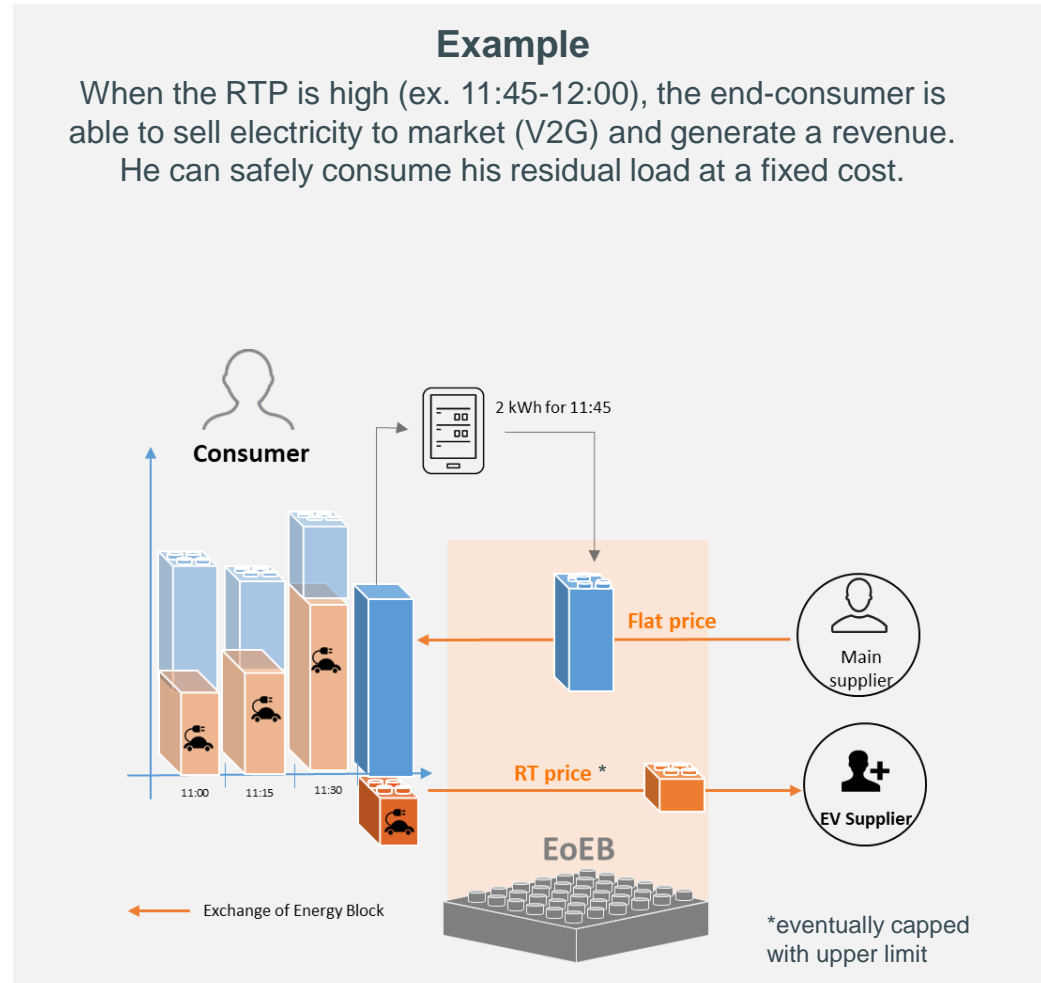 Example
When the RTP is high (ex. 11:45-12:00), the end-consumer is
able to sell electricity to market (V2G) and generate a revenue.
He can safely consume his residual load at a fixed cost.
2 kWh for 11:45
Consumer
Flat price
Main
supplier
RT price *
11:00
11:15
11:30
EV Supplier
EoEB
Exchange of Energy Block
*eventually capped
with upper limit